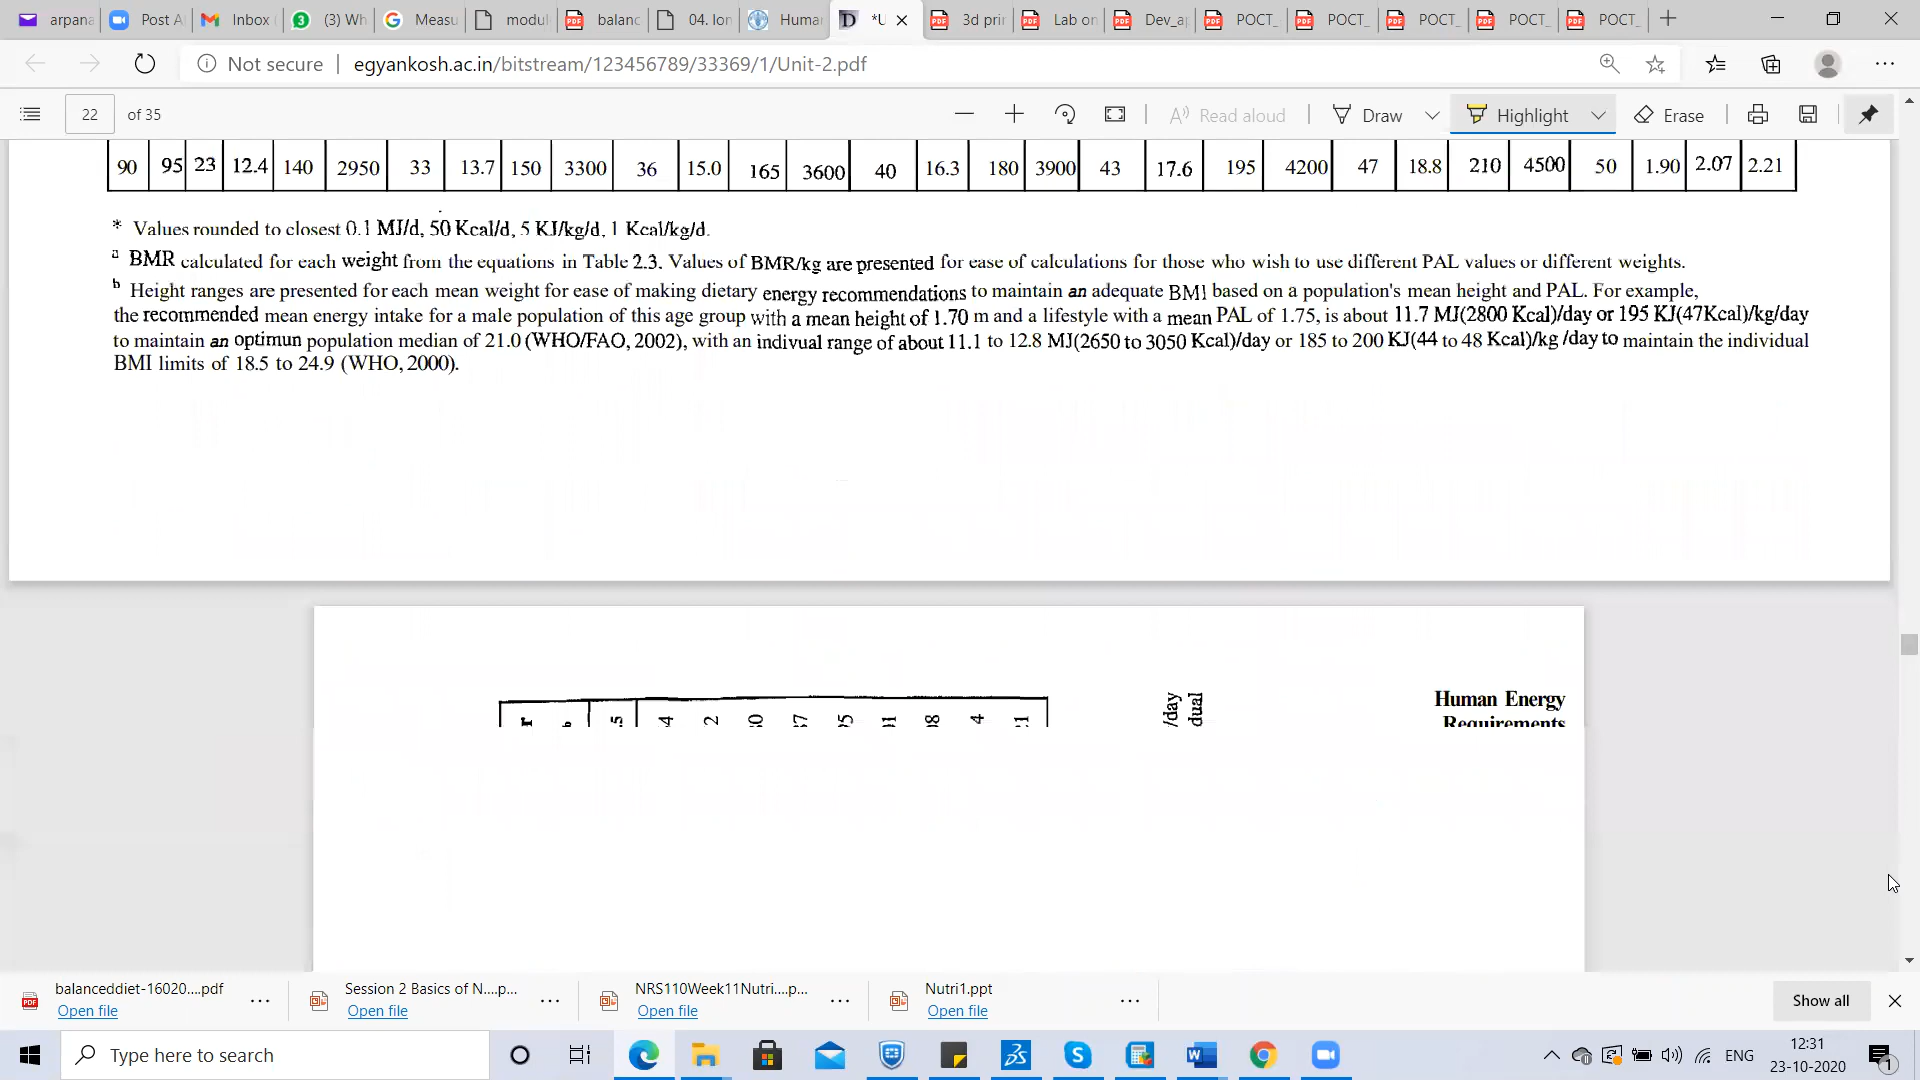 arpana
Post A
Inbox (
(3) Wh
Measu
modul
balanc
04. Ion
Human
*U
3d prin
Lab on
Dev_ap
POCT_
POCT_
POCT_
POCT_
POCT_
Not secure
egyankosh.ac.in/bitstream/123456789/33369/1/Unit-2.pdf
22 of 35
Read aloud
Draw
Highlight
Erase
90 95 23 12.4 140 2950 33 13.7 150 3300 36 15.0 165 3600 40 16.3 180 3900 43 17.6 195 4200 47 18.8 210 4500 50 1.90 2.07 2.21
* Values rounded to closest 0.1 MJ/d, 50 Kcal/d, 5 KJ/kg/d, 1 Kcal/kg/d.
a BMR calculated for each weight from the equations in Table 2.3. Values of BMR/kg are presented for ease of calculations for those who wish to use different PAL values or different weights.
b Height ranges are presented for each mean weight for ease of making dietary energy recommendations to maintain an adequate BMI based on a population's mean height and PAL. For example,
the recommended mean energy intake for a male population of this age group with a mean height of 1.70 m and a lifestyle with a mean PAL of 1.75, is about 11.7 MJ(2800 Kcal)/day or 195 KJ(47Kcal)/kg/day
to maintain an optimun population median of 21.0 (WHO/FAO, 2002), with an indivual range of about 11.1 to 12.8 MJ(2650 to 3050 Kcal)/day or 185 to 200 KJ(44 to 48 Kcal)/kg /day to maintain the individual
BMI limits of 18.5 to 24.9 (WHO, 2000).
/day
dual
Human Energy
Requirements
balanceddiet-16020....pdf
Open file
Session 2 Basics of N....p...
Open file
NRS110Week11Nutri....p...
Open file
Nutri1.ppt
Open file
Show all
Type here to search
ENG
12:31
23-10-2020
1